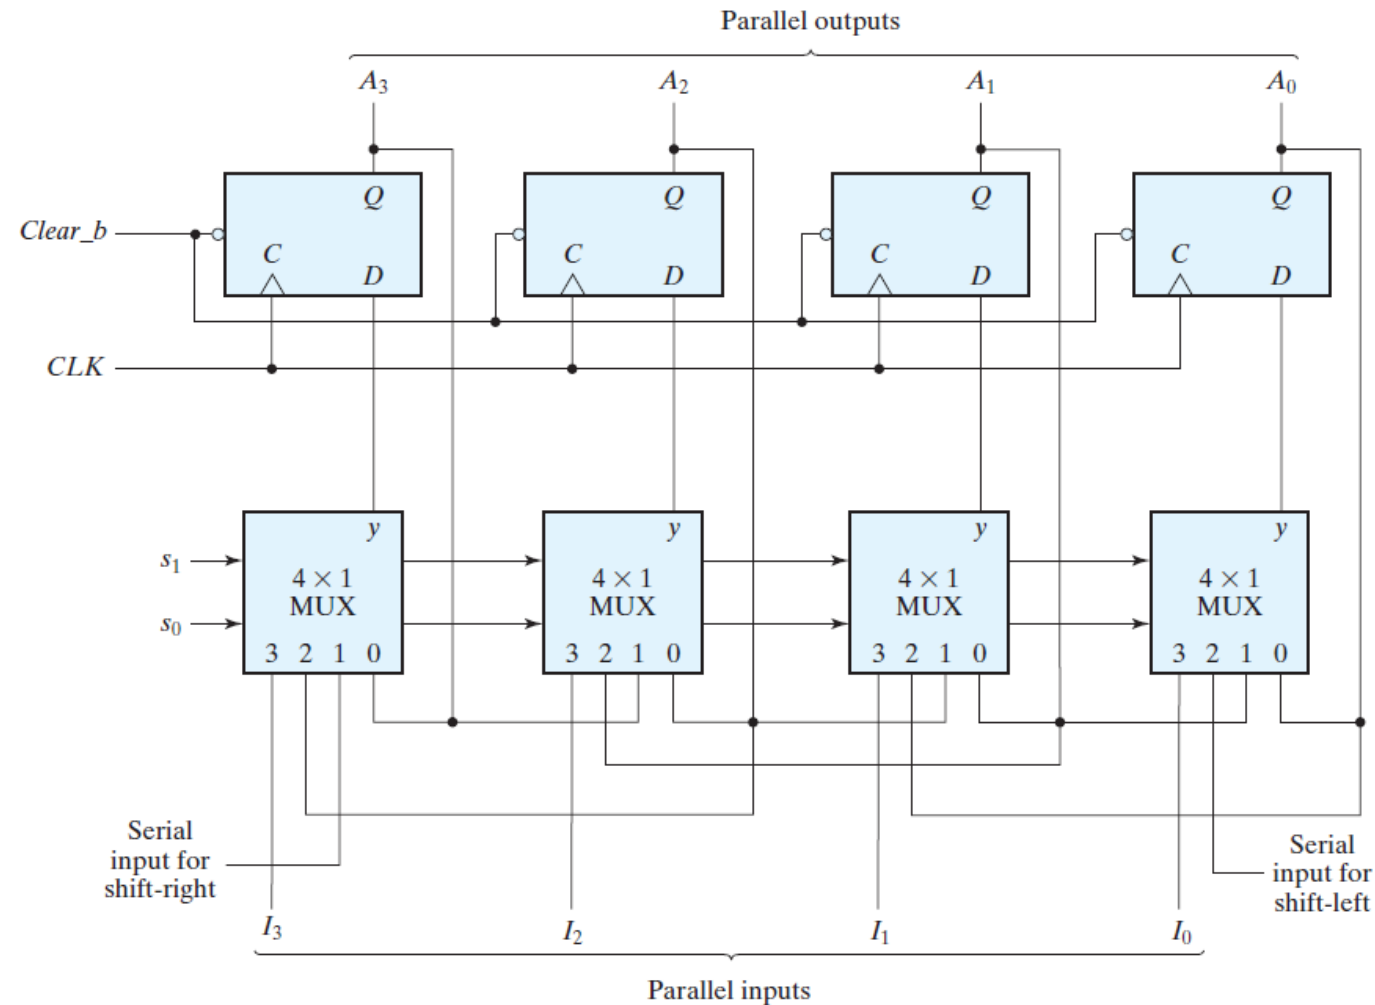 Parallel outputs
A3 A2 A1 A0
Q Q Q Q
Clear_b
C C C C
D D D D
CLK
y y y y
s1
4 × 1 4 × 1 4 × 1 4 × 1
MUX MUX MUX MUX
s0
3 2 1 0 3 2 1 0 3 2 1 0 3 2 1 0
Serial
input for
shift-right
Serial
input for
shift-left
I3 I2 I1 I0
Parallel inputs